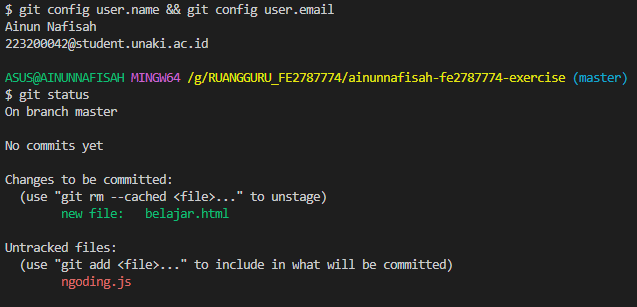 $ git config user.name && git config user.email
Ainun Nafisah
223200042@student.unaki.ac.id
ASUS@AINUNNAFISAH MINGW64 /g/RUANGGURU_FE2787774/ainunnafisah-fe2787774-exercise (master)
$ git status
On branch master
No commits yet
Changes to be committed:
(use "git rm --cached <file>..." to unstage)
new file: belajar.html
Untracked files:
(use "git add <file>..." to include in what will be committed)
ngoding.js